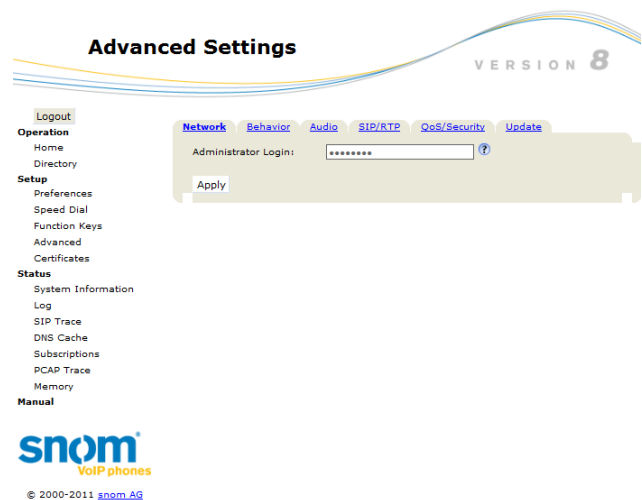 Advanced Settings
VERSION 8
Logout
Operation
Home
Directory
Setup
Preferences
Speed Dial
Function Keys
Advanced
Certificates
Status
System Information
Log
SIP Trace
DNS Cache
Subscriptions
PCAP Trace
Memory
Manual
Network Behavior Audio SIP/RTP QoS/Security Update
Administrator Login: ●●●●●●●● ?
Apply
snom
VoIP phones
© 2000-2011 snom AG